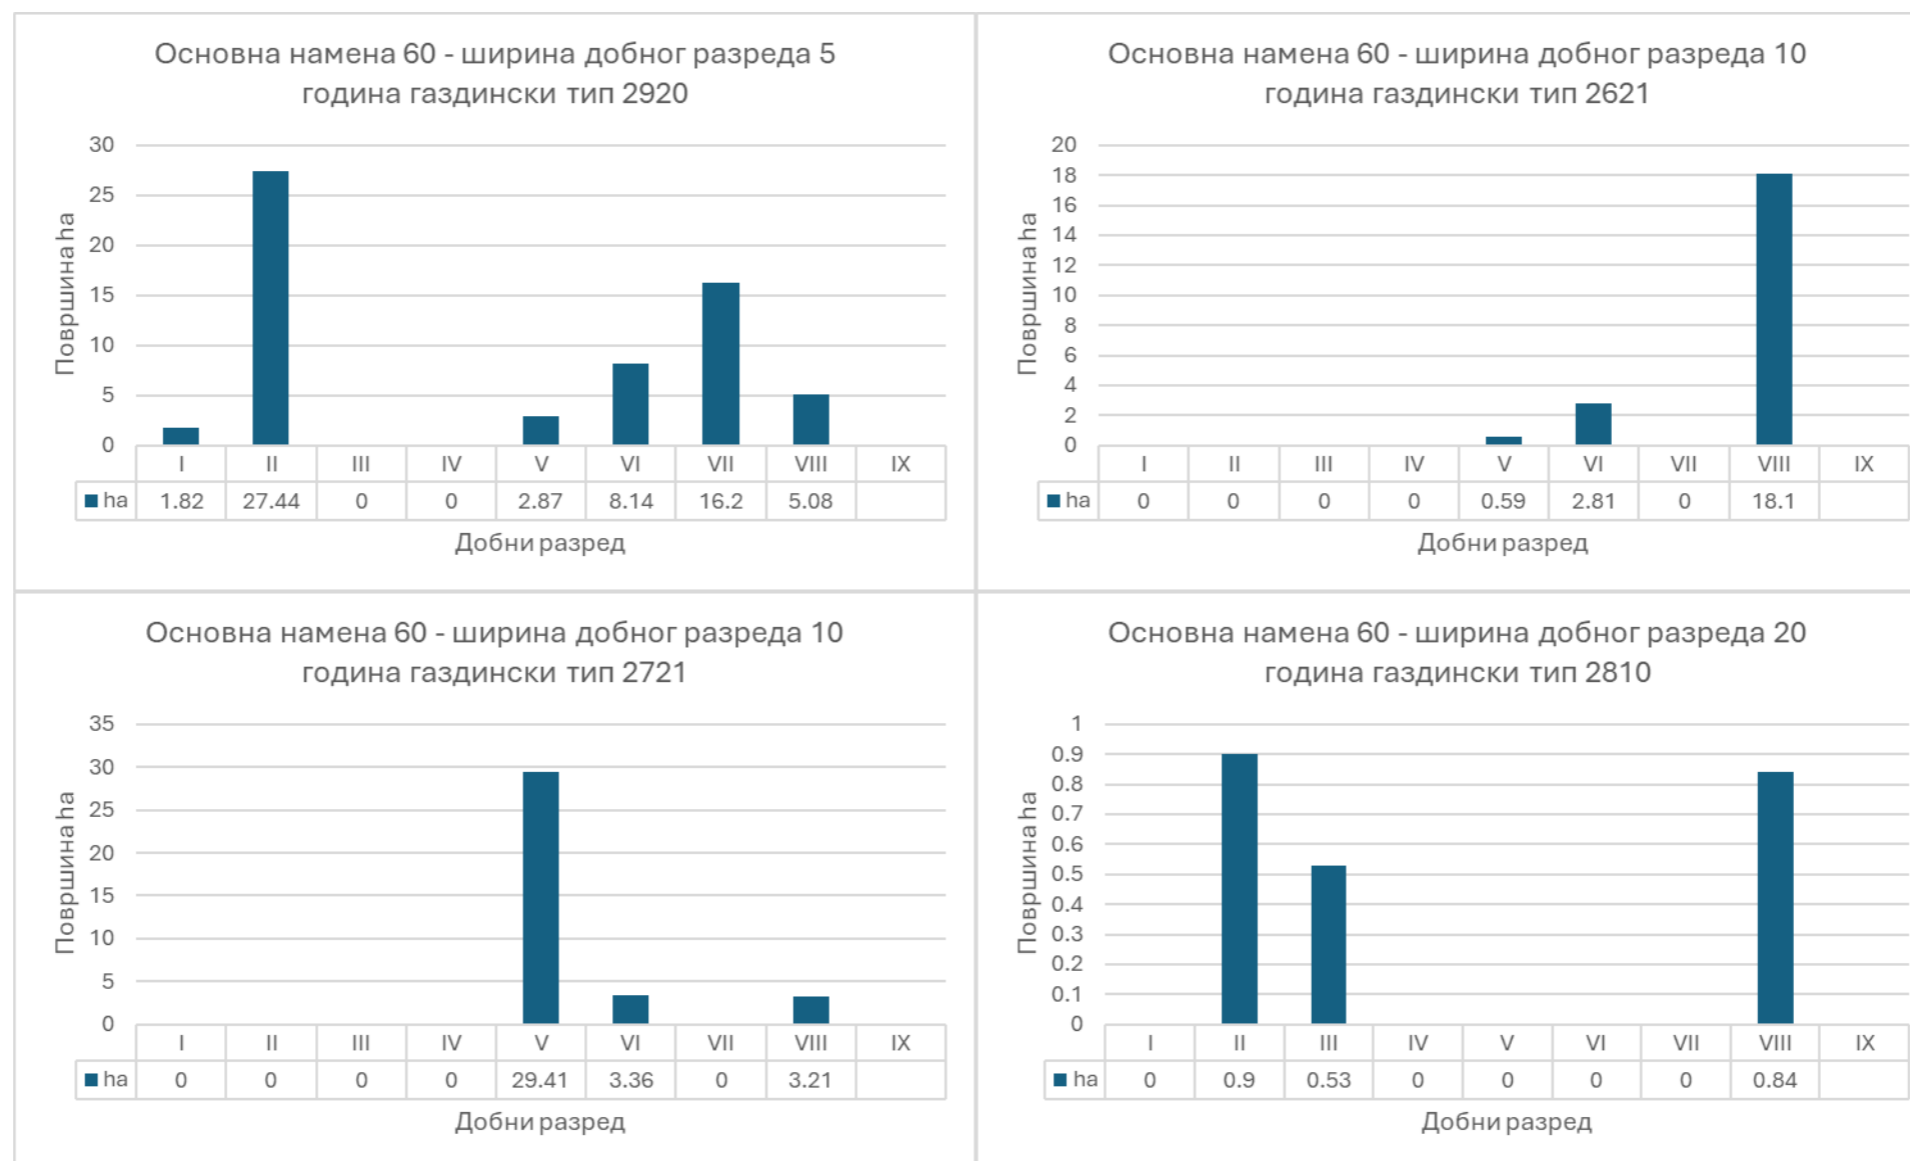 Основна намена 60 - ширина добног разреда 5
година газдински тип 2920
Површина ha
30
25
20
15
10
5
0
I II III IV V VI VII VIII IX
ha 1.82 27.44 0 0 2.87 8.14 16.2 5.08
Добни разред
Основна намена 60 - ширина добног разреда 10
година газдински тип 2621
Површина ha
20
18
16
14
12
10
8
6
4
2
0
I II III IV V VI VII VIII IX
ha 0 0 0 0 0.59 2.81 0 18.1
Добни разред
Основна намена 60 - ширина добног разреда 10
година газдински тип 2721
Површина ha
35
30
25
20
15
10
5
0
I II III IV V VI VII VIII IX
ha 0 0 0 0 29.41 3.36 0 3.21
Добни разред
Основна намена 60 - ширина добног разреда 20
година газдински тип 2810
Површина ha
1
0.9
0.8
0.7
0.6
0.5
0.4
0.3
0.2
0.1
0
I II III IV V VI VII VIII IX
ha 0 0.9 0.53 0 0 0 0 0.84
Добни разред